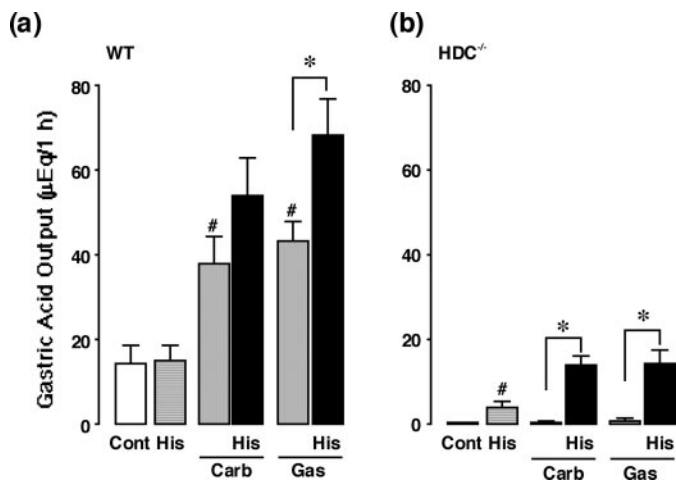 (a)
WT
Gastric Acid Output (μEq/1 h)
80
60
40
20
0
#
#
*
Cont His His His
Carb Gas
(b)
HDC-/-
80
60
40
20
0
#
*
*
Cont His His His
Carb Gas